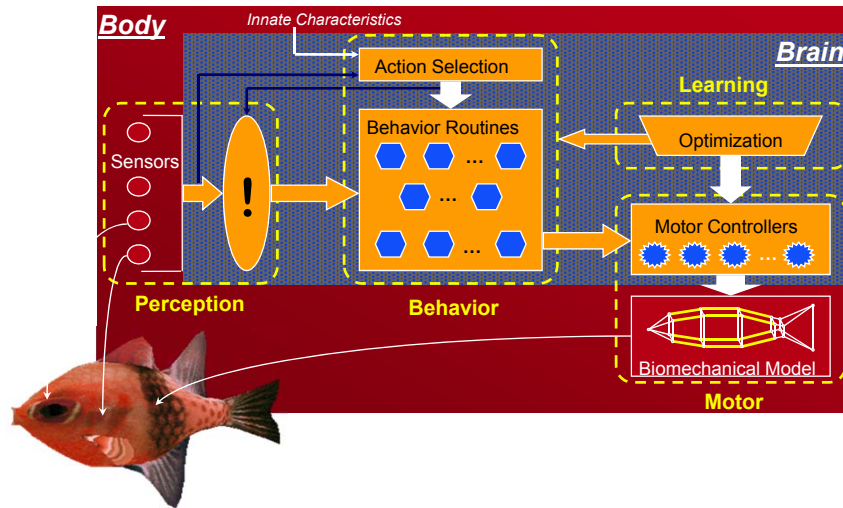 Body
Innate Characteristics
Brain
Action Selection
Learning
Behavior Routines
Optimization
Sensors
...
!
...
Motor Controllers
...
...
Perception
Behavior
Biomechanical Model
Motor